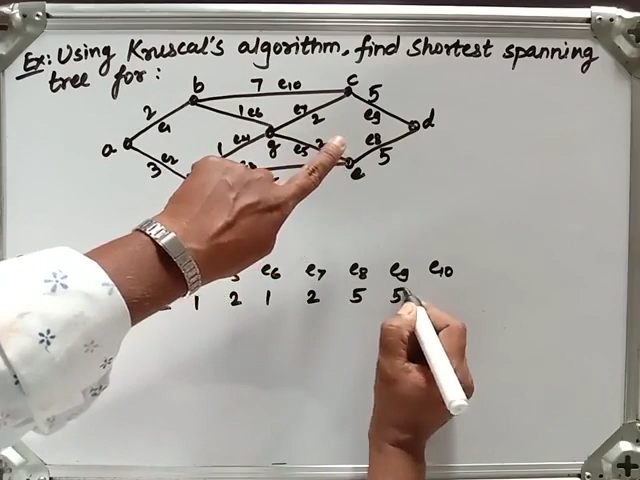 Ex: Using Kruscal's algorithm, find Shortest spanning
tree for:
b 7 e10 c 5
2 e1 1 e6 e7 2 e9 d
a g e8
3 e2 1 e4 e5 2 e 5
e6 e7 e8 e9 e10
1 2 1 2 5 5